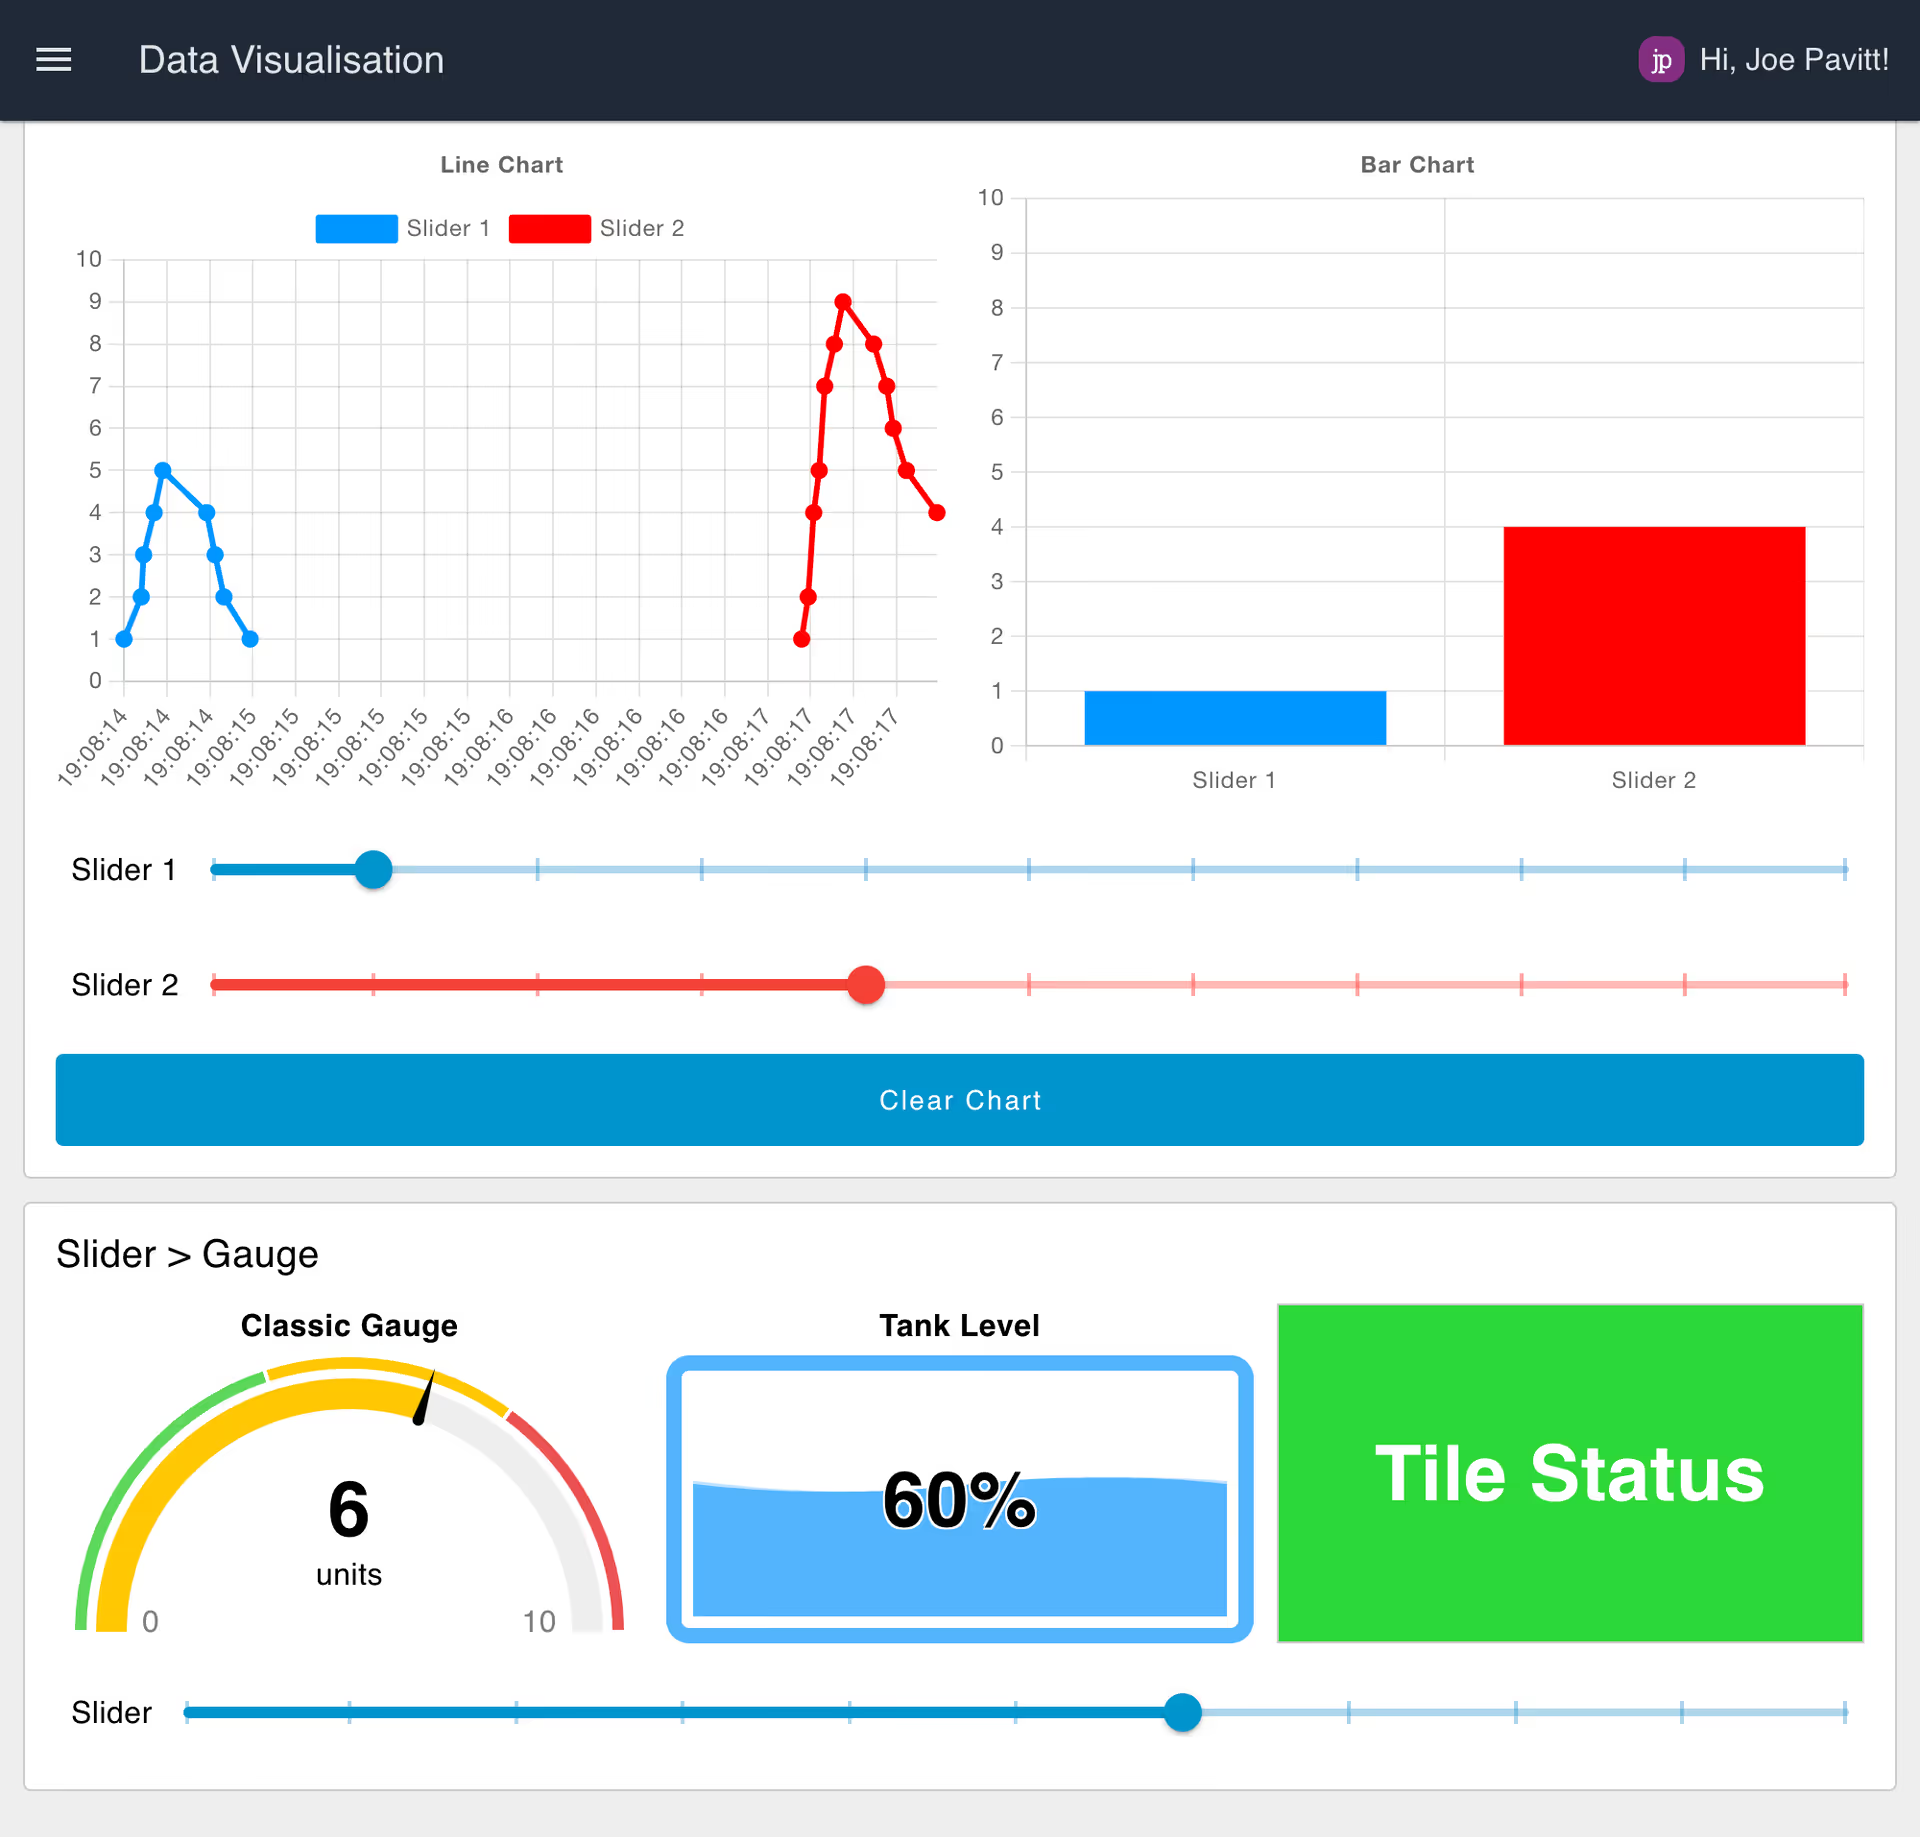 Data Visualisation
jp Hi, Joe Pavitt!
Line Chart
Slider 1 Slider 2
10
9
8
7
6
5
4
3
2
1
0
19:08:14 19:08:14 19:08:14 19:08:15 19:08:15 19:08:15 19:08:15 19:08:15 19:08:15 19:08:16 19:08:16 19:08:16 19:08:16 19:08:16 19:08:16 19:08:17 19:08:17 19:08:17 19:08:17
Bar Chart
10
9
8
7
6
5
4
3
2
1
0
Slider 1 Slider 2
Slider 1
Slider 2
Clear Chart
Slider > Gauge
Classic Gauge
6
units
0 10
Tank Level
60%
Tile Status
Slider